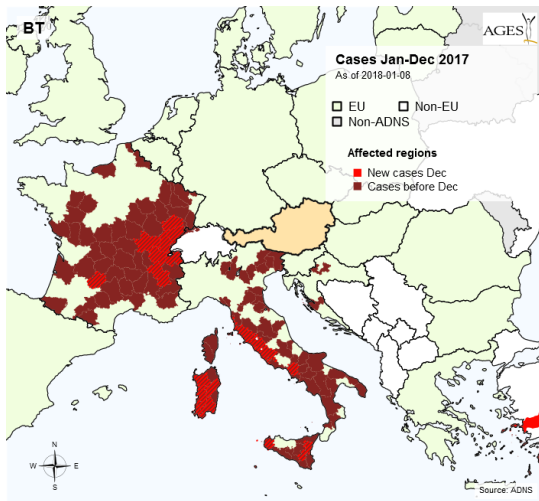 BT
AGES
Cases Jan-Dec 2017
As of 2018-01-08
EU
Non-EU
Non-ADNS
Affected regions
New cases Dec
Cases before Dec
N
W
E
S
Source: ADNS